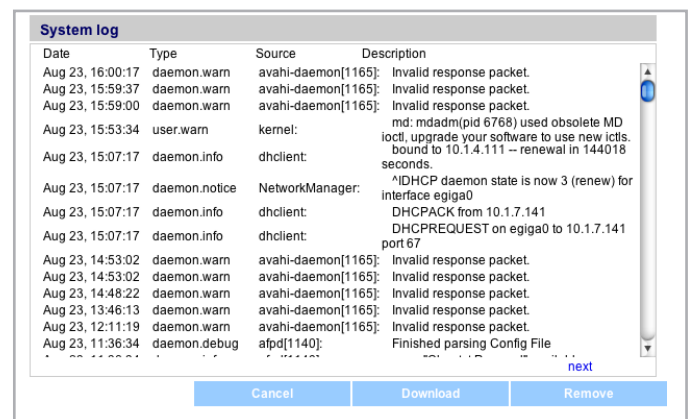 System log
Date Type Source Description
Aug 23, 16:00:17 daemon.warn avahi-daemon[1165]: Invalid response packet.
Aug 23, 15:59:37 daemon.warn avahi-daemon[1165]: Invalid response packet.
Aug 23, 15:59:00 daemon.warn avahi-daemon[1165]: Invalid response packet.
Aug 23, 15:53:34 user.warn kernel: md: mdadm(pid 6768) used obsolete MD
ioctl, upgrade your software to use new ictls.
Aug 23, 15:07:17 daemon.info dhclient: bound to 10.1.4.111 -- renewal in 144018
seconds.
Aug 23, 15:07:17 daemon.notice NetworkManager: ^IDHCP daemon state is now 3 (renew) for
interface egiga0
Aug 23, 15:07:17 daemon.info dhclient: DHCPACK from 10.1.7.141
Aug 23, 15:07:17 daemon.info dhclient: DHCPREQUEST on egiga0 to 10.1.7.141
port 67
Aug 23, 14:53:02 daemon.warn avahi-daemon[1165]: Invalid response packet.
Aug 23, 14:53:02 daemon.warn avahi-daemon[1165]: Invalid response packet.
Aug 23, 14:48:22 daemon.warn avahi-daemon[1165]: Invalid response packet.
Aug 23, 13:46:13 daemon.warn avahi-daemon[1165]: Invalid response packet.
Aug 23, 12:11:19 daemon.warn avahi-daemon[1165]: Invalid response packet.
Aug 23, 11:36:34 daemon.debug afpd[1140]: Finished parsing Config File
next
Cancel Download Remove